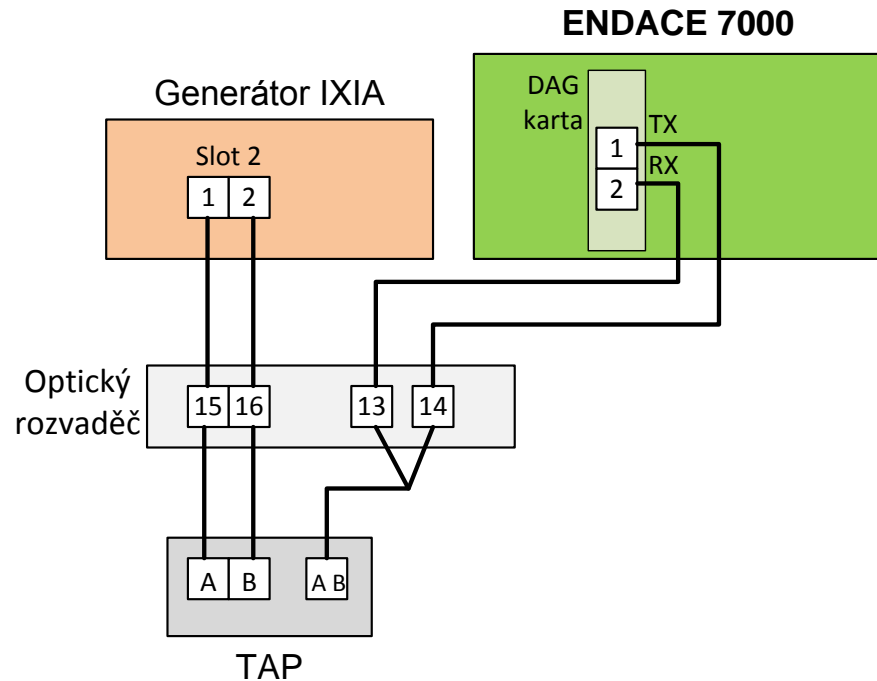 ENDACE 7000
Generátor IXIA
DAG
karta
TX
1
RX
2
Slot 2
1 2
Optický
rozvaděč
15 16 13 14
A B A B
TAP